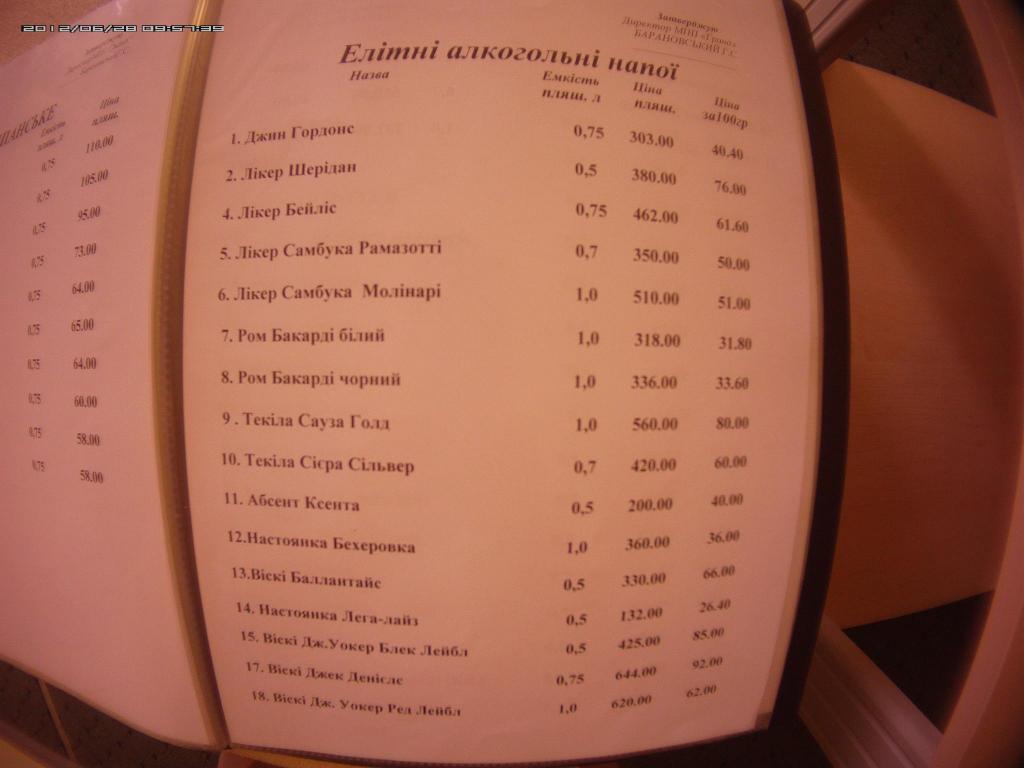 2012/06/28 09:57:39
ПАНСЬКЕ
Емкість пляш. л
Ціна пляш.
0,75 110.00
0,75 105.00
0,75 95.00
0,75 73.00
0,75 64.00
0,75 65.00
0,75 64.00
0,75 60.00
0,75 58.00
0,75 58.00
Затверджую
Директор МПП «Грона»
БАРАНОВСЬКИЙ Г.С
Елітні алкогольні напої
Назва Емкість пляш. л Ціна пляш. Ціна за100гр
1. Джин Гордонс 0,75 303.00 40.40
2. Лікер Шерідан 0,5 380.00 76.00
4. Лікер Бейліс 0,75 462.00 61.60
5. Лікер Самбука Рамазотті 0,7 350.00 50.00
6. Лікер Самбука Молінарі 1,0 510.00 51.00
7. Ром Бакарді білий 1,0 318.00 31.80
8. Ром Бакарді чорний 1,0 336.00 33.60
9 . Текіла Сауза Голд 1,0 560.00 80.00
10. Текіла Сієра Сільвер 0,7 420.00 60.00
11. Абсент Ксента 0,5 200.00 40.00
12.Настоянка Бехеровка 1,0 360.00 36.00
13.Віскі Баллантайс 0,5 330.00 66.00
14. Настоянка Лега-лайз 0,5 132.00 26.40
15. Віскі Дж.Уокер Блек Лейбл 0,5 425.00 85.00
17. Віскі Джек Денієлс 0,75 644.00 92.00
18. Віскі Дж. Уокер Ред Лейбл 1,0 620.00 62.00